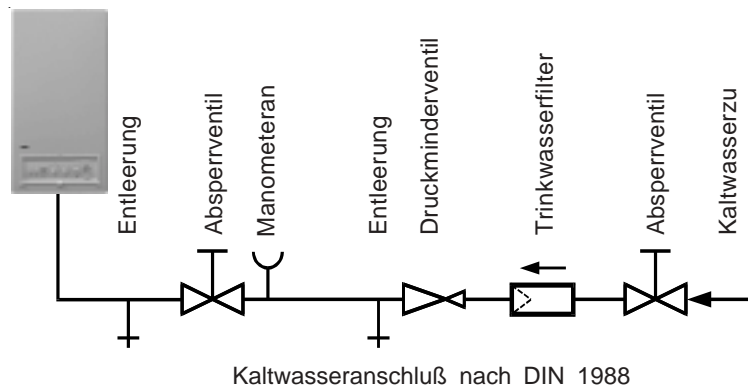 Entleerung
Absperrventil
Manometeran
Entleerung
Druckminderventil
Trinkwasserfilter
Absperrventil
Kaltwasserzu
Kaltwasseranschluß nach DIN 1988